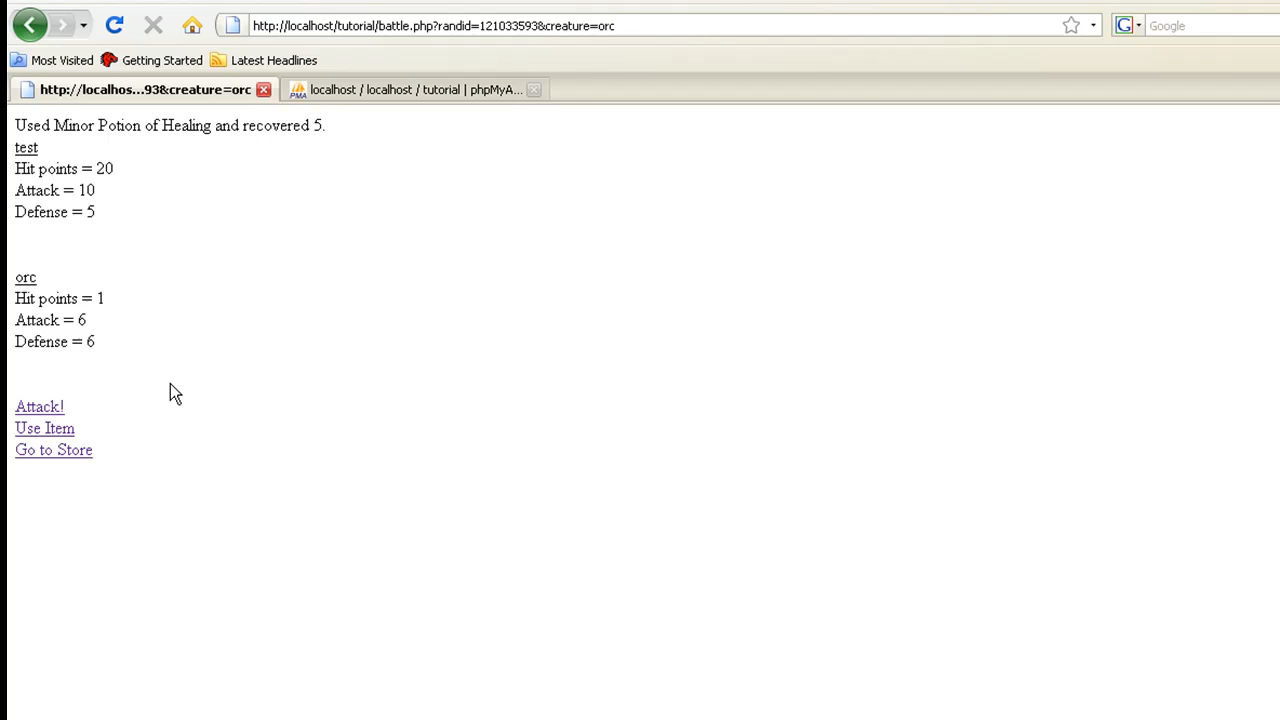 http://localhost/tutorial/battle.php?randid=121033593&creature=orc
Google
Most Visited
Getting Started
Latest Headlines
http://localhos...93&creature=orc
localhost / localhost / tutorial | phpMyA...
Used Minor Potion of Healing and recovered 5.
test
Hit points = 20
Attack = 10
Defense = 5
orc
Hit points = 1
Attack = 6
Defense = 6
Attack!
Use Item
Go to Store